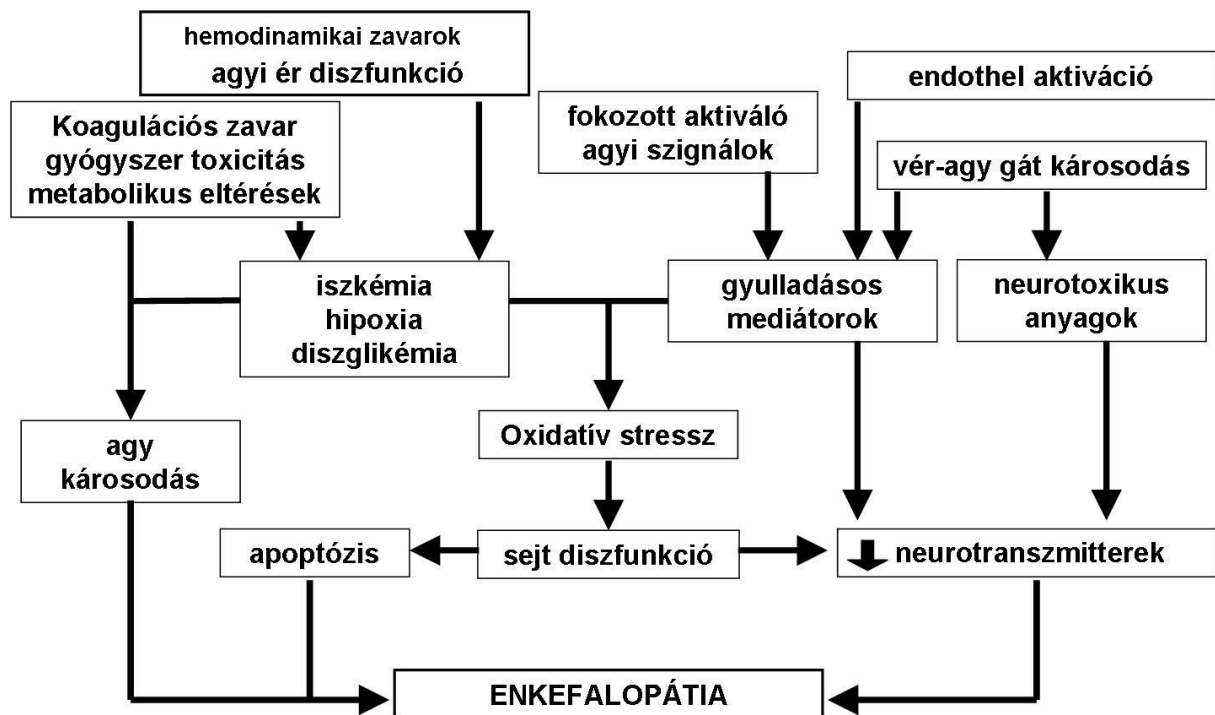 hemodinamikai zavarok
agyi ér diszfunkció
endothel aktiváció
Koagulációs zavar
gyógyszer toxicitás
metabolikus eltérések
fokozott aktiváló
agyi szignálok
vér-agy gát károsodás
iszkémia
hipoxia
diszglikémia
gyulladásos
mediátorok
neurotoxikus
anyagok
agy
károsodás
Oxidatív stressz
apoptózis
sejt diszfunkció
neurotranszmitterek
ENKEFALOPÁTIA